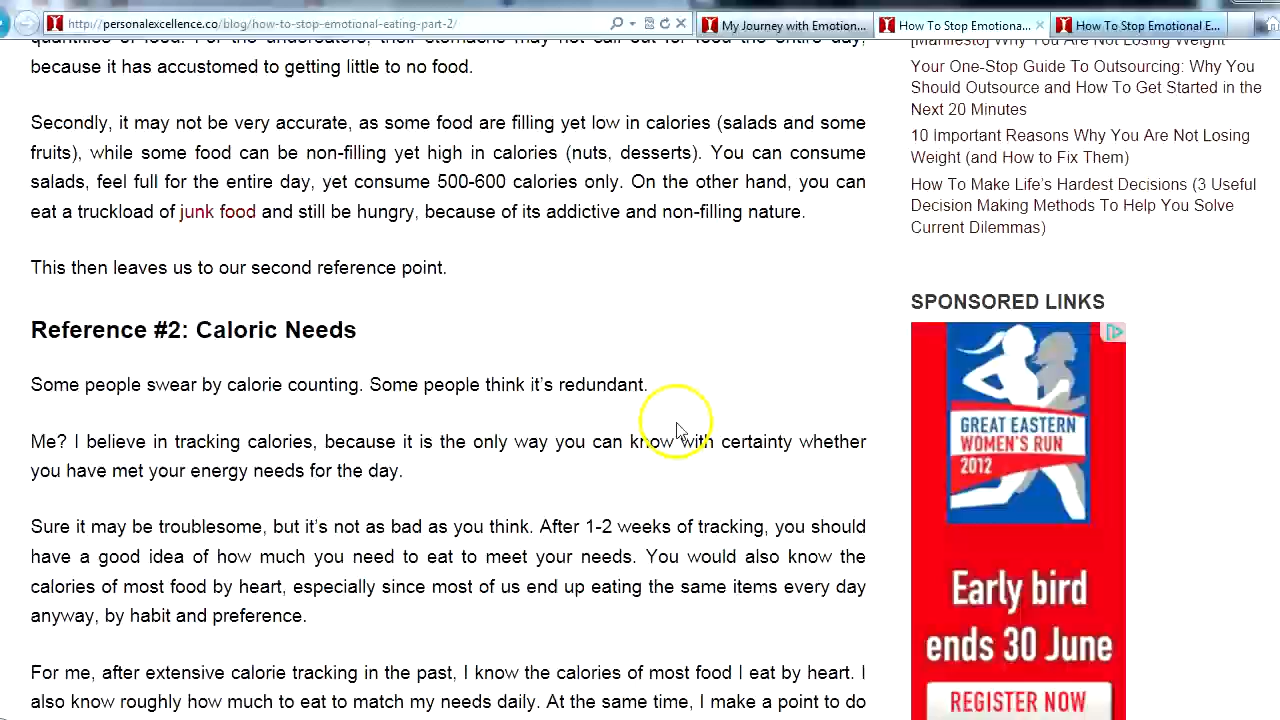 http://personalexcellence.co/blog/how-to-stop-emotional-eating-part-2/
My Journey with Emotion...
How To Stop Emotiona...
How To Stop Emotional E...
quantities of food. For the undereaters, their stomachs may not call out for food the entire day,
because it has accustomed to getting little to no food.
Secondly, it may not be very accurate, as some food are filling yet low in calories (salads and some
fruits), while some food can be non-filling yet high in calories (nuts, desserts). You can consume
salads, feel full for the entire day, yet consume 500-600 calories only. On the other hand, you can
eat a truckload of junk food and still be hungry, because of its addictive and non-filling nature.
This then leaves us to our second reference point.
Reference #2: Caloric Needs
Some people swear by calorie counting. Some people think it's redundant.
Me? I believe in tracking calories, because it is the only way you can know with certainty whether
you have met your energy needs for the day.
Sure it may be troublesome, but it's not as bad as you think. After 1-2 weeks of tracking, you should
have a good idea of how much you need to eat to meet your needs. You would also know the
calories of most food by heart, especially since most of us end up eating the same items every day
anyway, by habit and preference.
For me, after extensive calorie tracking in the past, I know the calories of most food I eat by heart. I
also know roughly how much to eat to match my needs daily. At the same time, I make a point to do
[Manifesto] Why You Are Not Losing Weight
Your One-Stop Guide To Outsourcing: Why You
Should Outsource and How To Get Started in the
Next 20 Minutes
10 Important Reasons Why You Are Not Losing
Weight (and How to Fix Them)
How To Make Life's Hardest Decisions (3 Useful
Decision Making Methods To Help You Solve
Current Dilemmas)
SPONSORED LINKS
GREAT EASTERN
WOMEN'S RUN
2012
Early bird
ends 30 June
REGISTER NOW